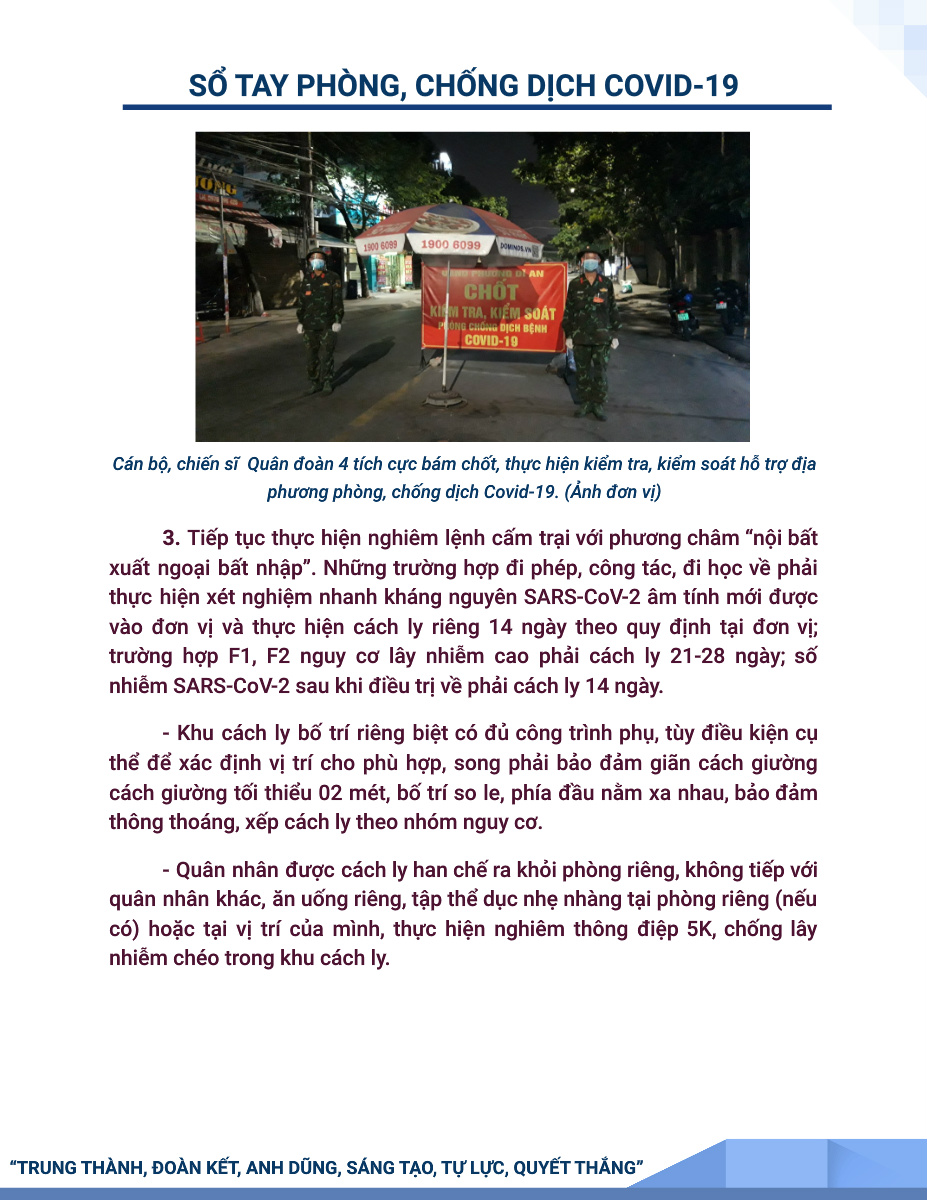 SỔ TAY PHÒNG, CHỐNG DỊCH COVID-19
ƯƠNG
1900 6099
1900 6099
DOMINOS.VN
CÔNG PHƯỜNG DĨ AN
CHỐT
KIỂM TRA, KIỂM SOÁT
PHÒNG CHỐNG DỊCH BỆNH
COVID-19
Cán bộ, chiến sĩ Quân đoàn 4 tích cực bám chốt, thực hiện kiểm tra, kiểm soát hỗ trợ địa
phương phòng, chống dịch Covid-19. (Ảnh đơn vị)
3. Tiếp tục thực hiện nghiêm lệnh cấm trại với phương châm “nội bất
xuất ngoại bất nhập”. Những trường hợp đi phép, công tác, đi học về phải
thực hiện xét nghiệm nhanh kháng nguyên SARS-CoV-2 âm tính mới được
vào đơn vị và thực hiện cách ly riêng 14 ngày theo quy định tại đơn vị;
trường hợp F1, F2 nguy cơ lây nhiễm cao phải cách ly 21-28 ngày; số
nhiễm SARS-CoV-2 sau khi điều trị về phải cách ly 14 ngày.
- Khu cách ly bố trí riêng biệt có đủ công trình phụ, tùy điều kiện cụ
thể để xác định vị trí cho phù hợp, song phải bảo đảm giãn cách giường
cách giường tối thiểu 02 mét, bố trí so le, phía đầu nằm xa nhau, bảo đảm
thông thoáng, xếp cách ly theo nhóm nguy cơ.
- Quân nhân được cách ly han chế ra khỏi phòng riêng, không tiếp với
quân nhân khác, ăn uống riêng, tập thể dục nhẹ nhàng tại phòng riêng (nếu
có) hoặc tại vị trí của mình, thực hiện nghiêm thông điệp 5K, chống lây
nhiễm chéo trong khu cách ly.
“TRUNG THÀNH, ĐOÀN KẾT, ANH DŨNG, SÁNG TẠO, TỰ LỰC, QUYẾT THẮNG”